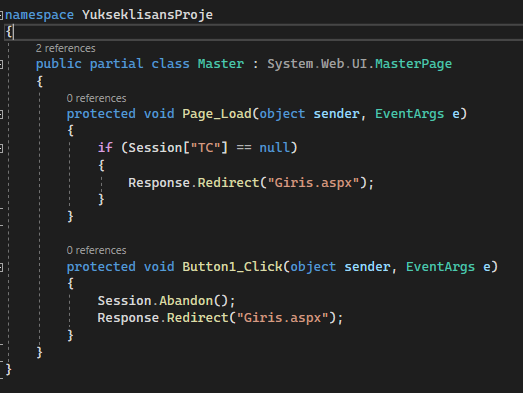 namespace YukseklisansProje
{
2 references
public partial class Master : System.Web.UI.MasterPage
{
0 references
protected void Page_Load(object sender, EventArgs e)
{
if (Session["TC"] == null)
{
Response.Redirect("Giris.aspx");
}
}
0 references
protected void Button1_Click(object sender, EventArgs e)
{
Session.Abandon();
Response.Redirect("Giris.aspx");
}
}
}